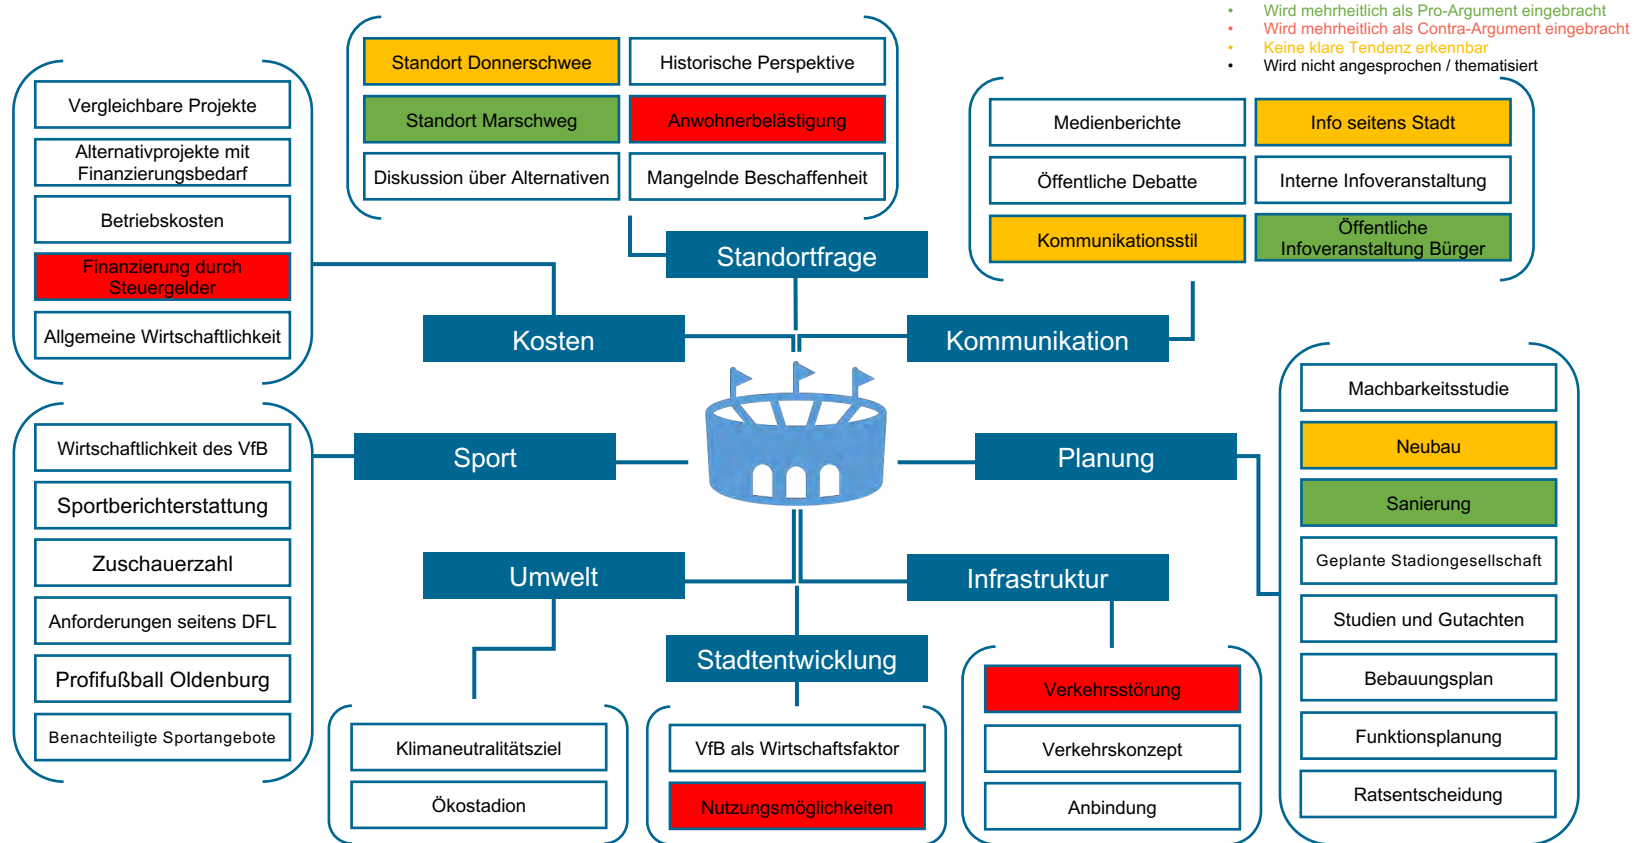 • Wird mehrheitlich als Pro-Argument eingebracht
• Wird mehrheitlich als Contra-Argument eingebracht
• Keine klare Tendenz erkennbar
• Wird nicht angesprochen / thematisiert
Standort Donnerschwee
Historische Perspektive
Standort Marschweg
Anwohnerbelästigung
Diskussion über Alternativen
Mangelnde Beschaffenheit
Vergleichbare Projekte
Alternativprojekte mit
Finanzierungsbedarf
Betriebskosten
Finanzierung durch
Steuergelder
Allgemeine Wirtschaftlichkeit
Medienberichte
Info seitens Stadt
Öffentliche Debatte
Interne Infoveranstaltung
Kommunikationsstil
Öffentliche
Infoveranstaltung Bürger
Standortfrage
Kosten
Kommunikation
Sport
Planung
Umwelt
Infrastruktur
Stadtentwicklung
Wirtschaftlichkeit des VfB
Sportberichterstattung
Zuschauerzahl
Anforderungen seitens DFL
Profifußball Oldenburg
Benachteiligte Sportangebote
Machbarkeitsstudie
Neubau
Sanierung
Geplante Stadiongesellschaft
Studien und Gutachten
Bebauungsplan
Funktionsplanung
Ratsentscheidung
Klimaneutralitätsziel
Ökostadion
VfB als Wirtschaftsfaktor
Nutzungsmöglichkeiten
Verkehrsstörung
Verkehrskonzept
Anbindung